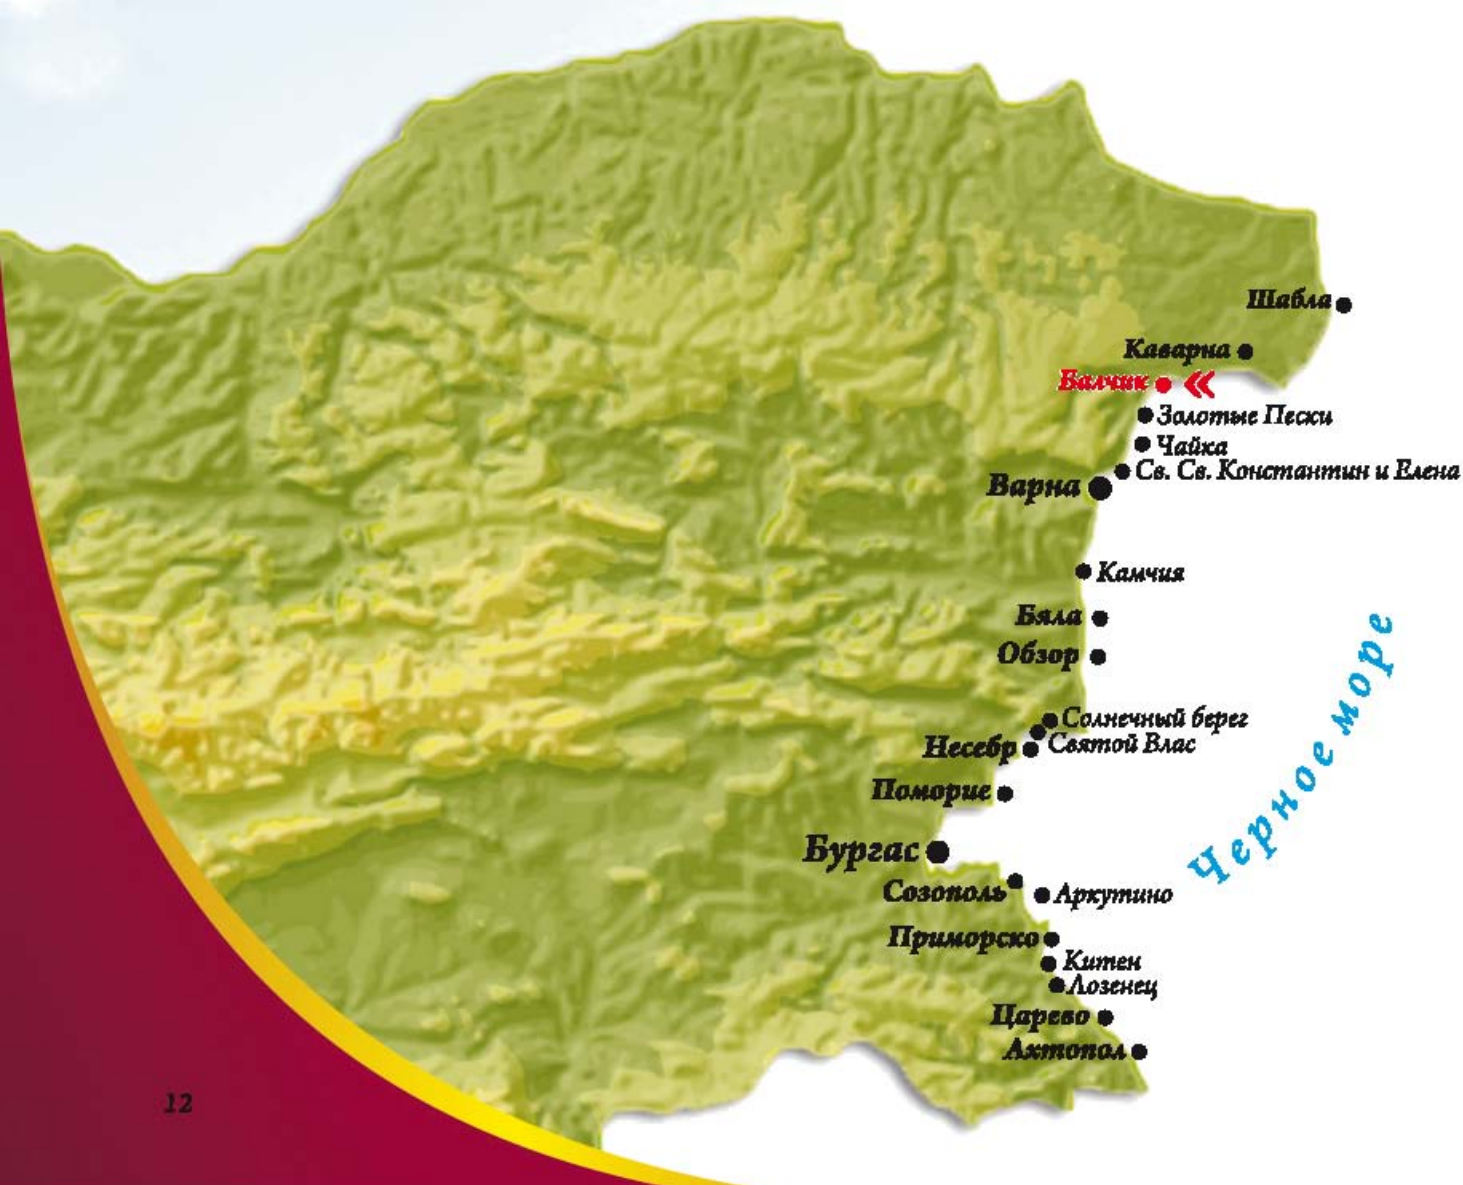 Шабла
Каварна
Балчик «
Золотые Пески
Чайка
Св. Св. Константин и Елена
Варна
Камчия
Бяла
Обзор
Солнечный берег
Святой Влас
Несебр
Поморие
Бургас
Созополь
Аркутино
Приморско
Китен
Лозенец
Царево
Ахтопол
Черное море
12